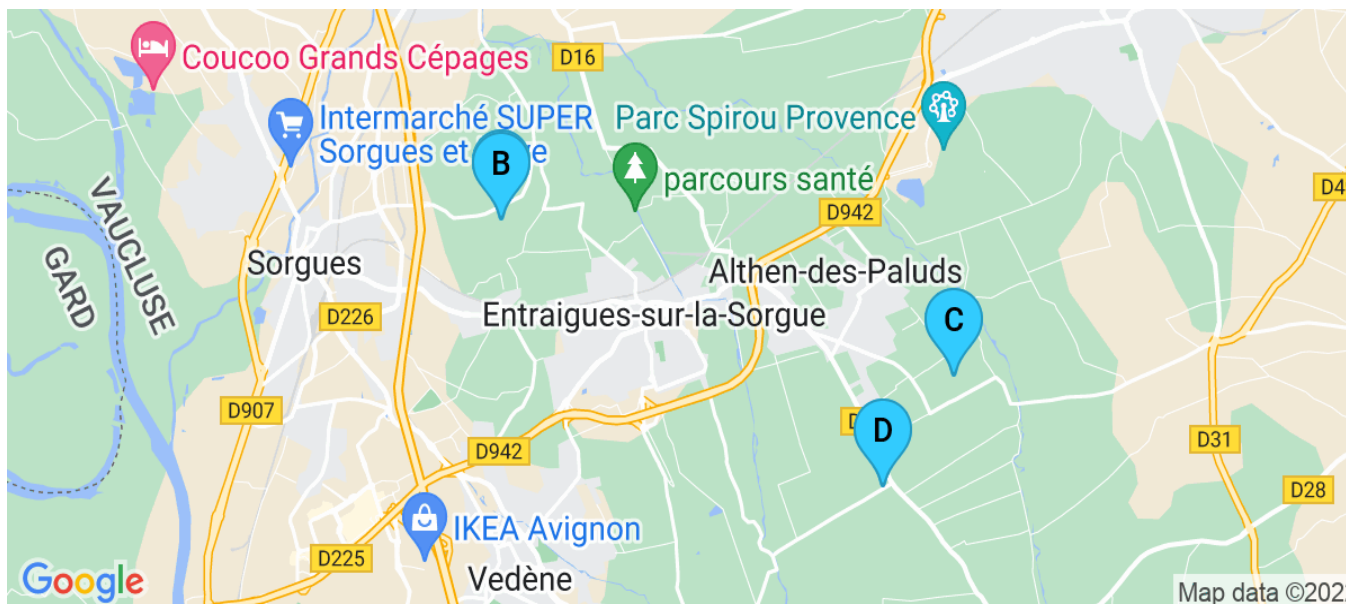 Coucoo Grands Cépages
D16
Intermarché SUPER
Sorgues et
B
Parc Spirou Provence
parcours santé
D942
VAUCLUSE
GARD
Sorgues
Althen-des-Paluds
D226
Entraigues-sur-la-Sorgue
C
D907
D
D942
D31
D28
IKEA Avignon
D225
Vedène
Google
Map data ©2022